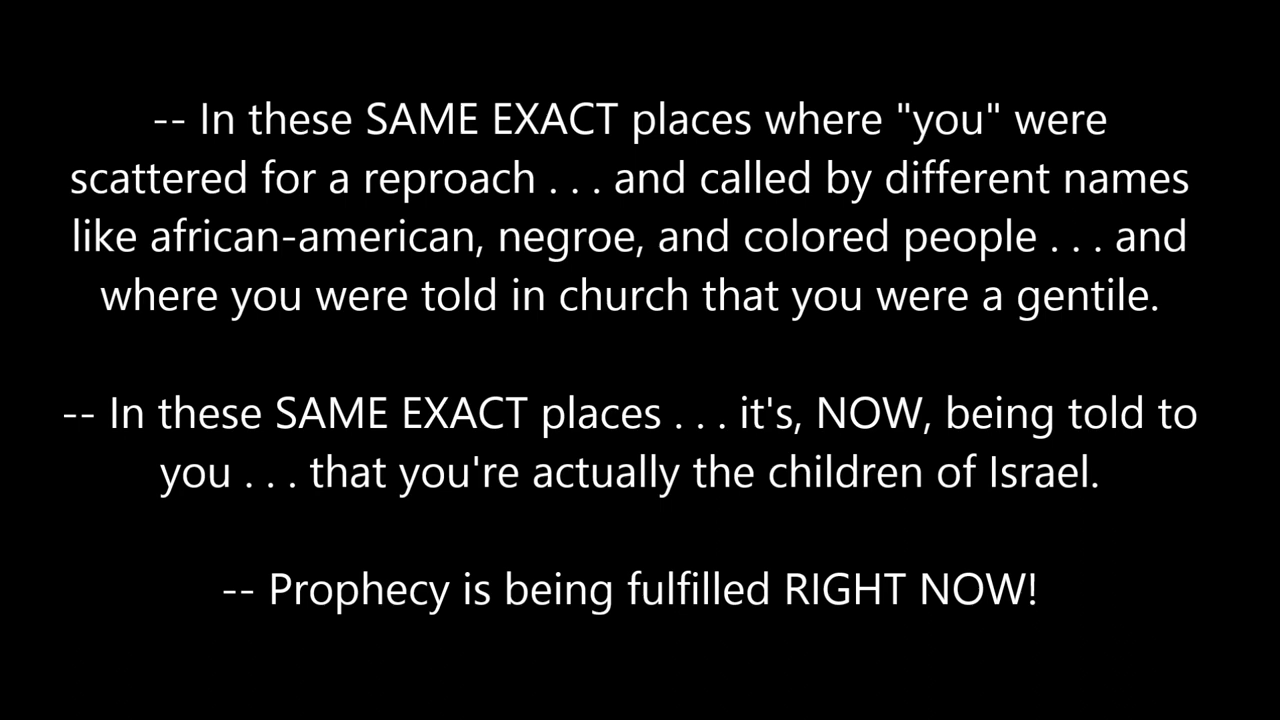 -- In these SAME EXACT places where "you" were
scattered for a reproach . . . and called by different names
like african-american, negroe, and colored people . . . and
where you were told in church that you were a gentile.
-- In these SAME EXACT places . . . it's, NOW, being told to
you . . . that you're actually the children of Israel.
-- Prophecy is being fulfilled RIGHT NOW!